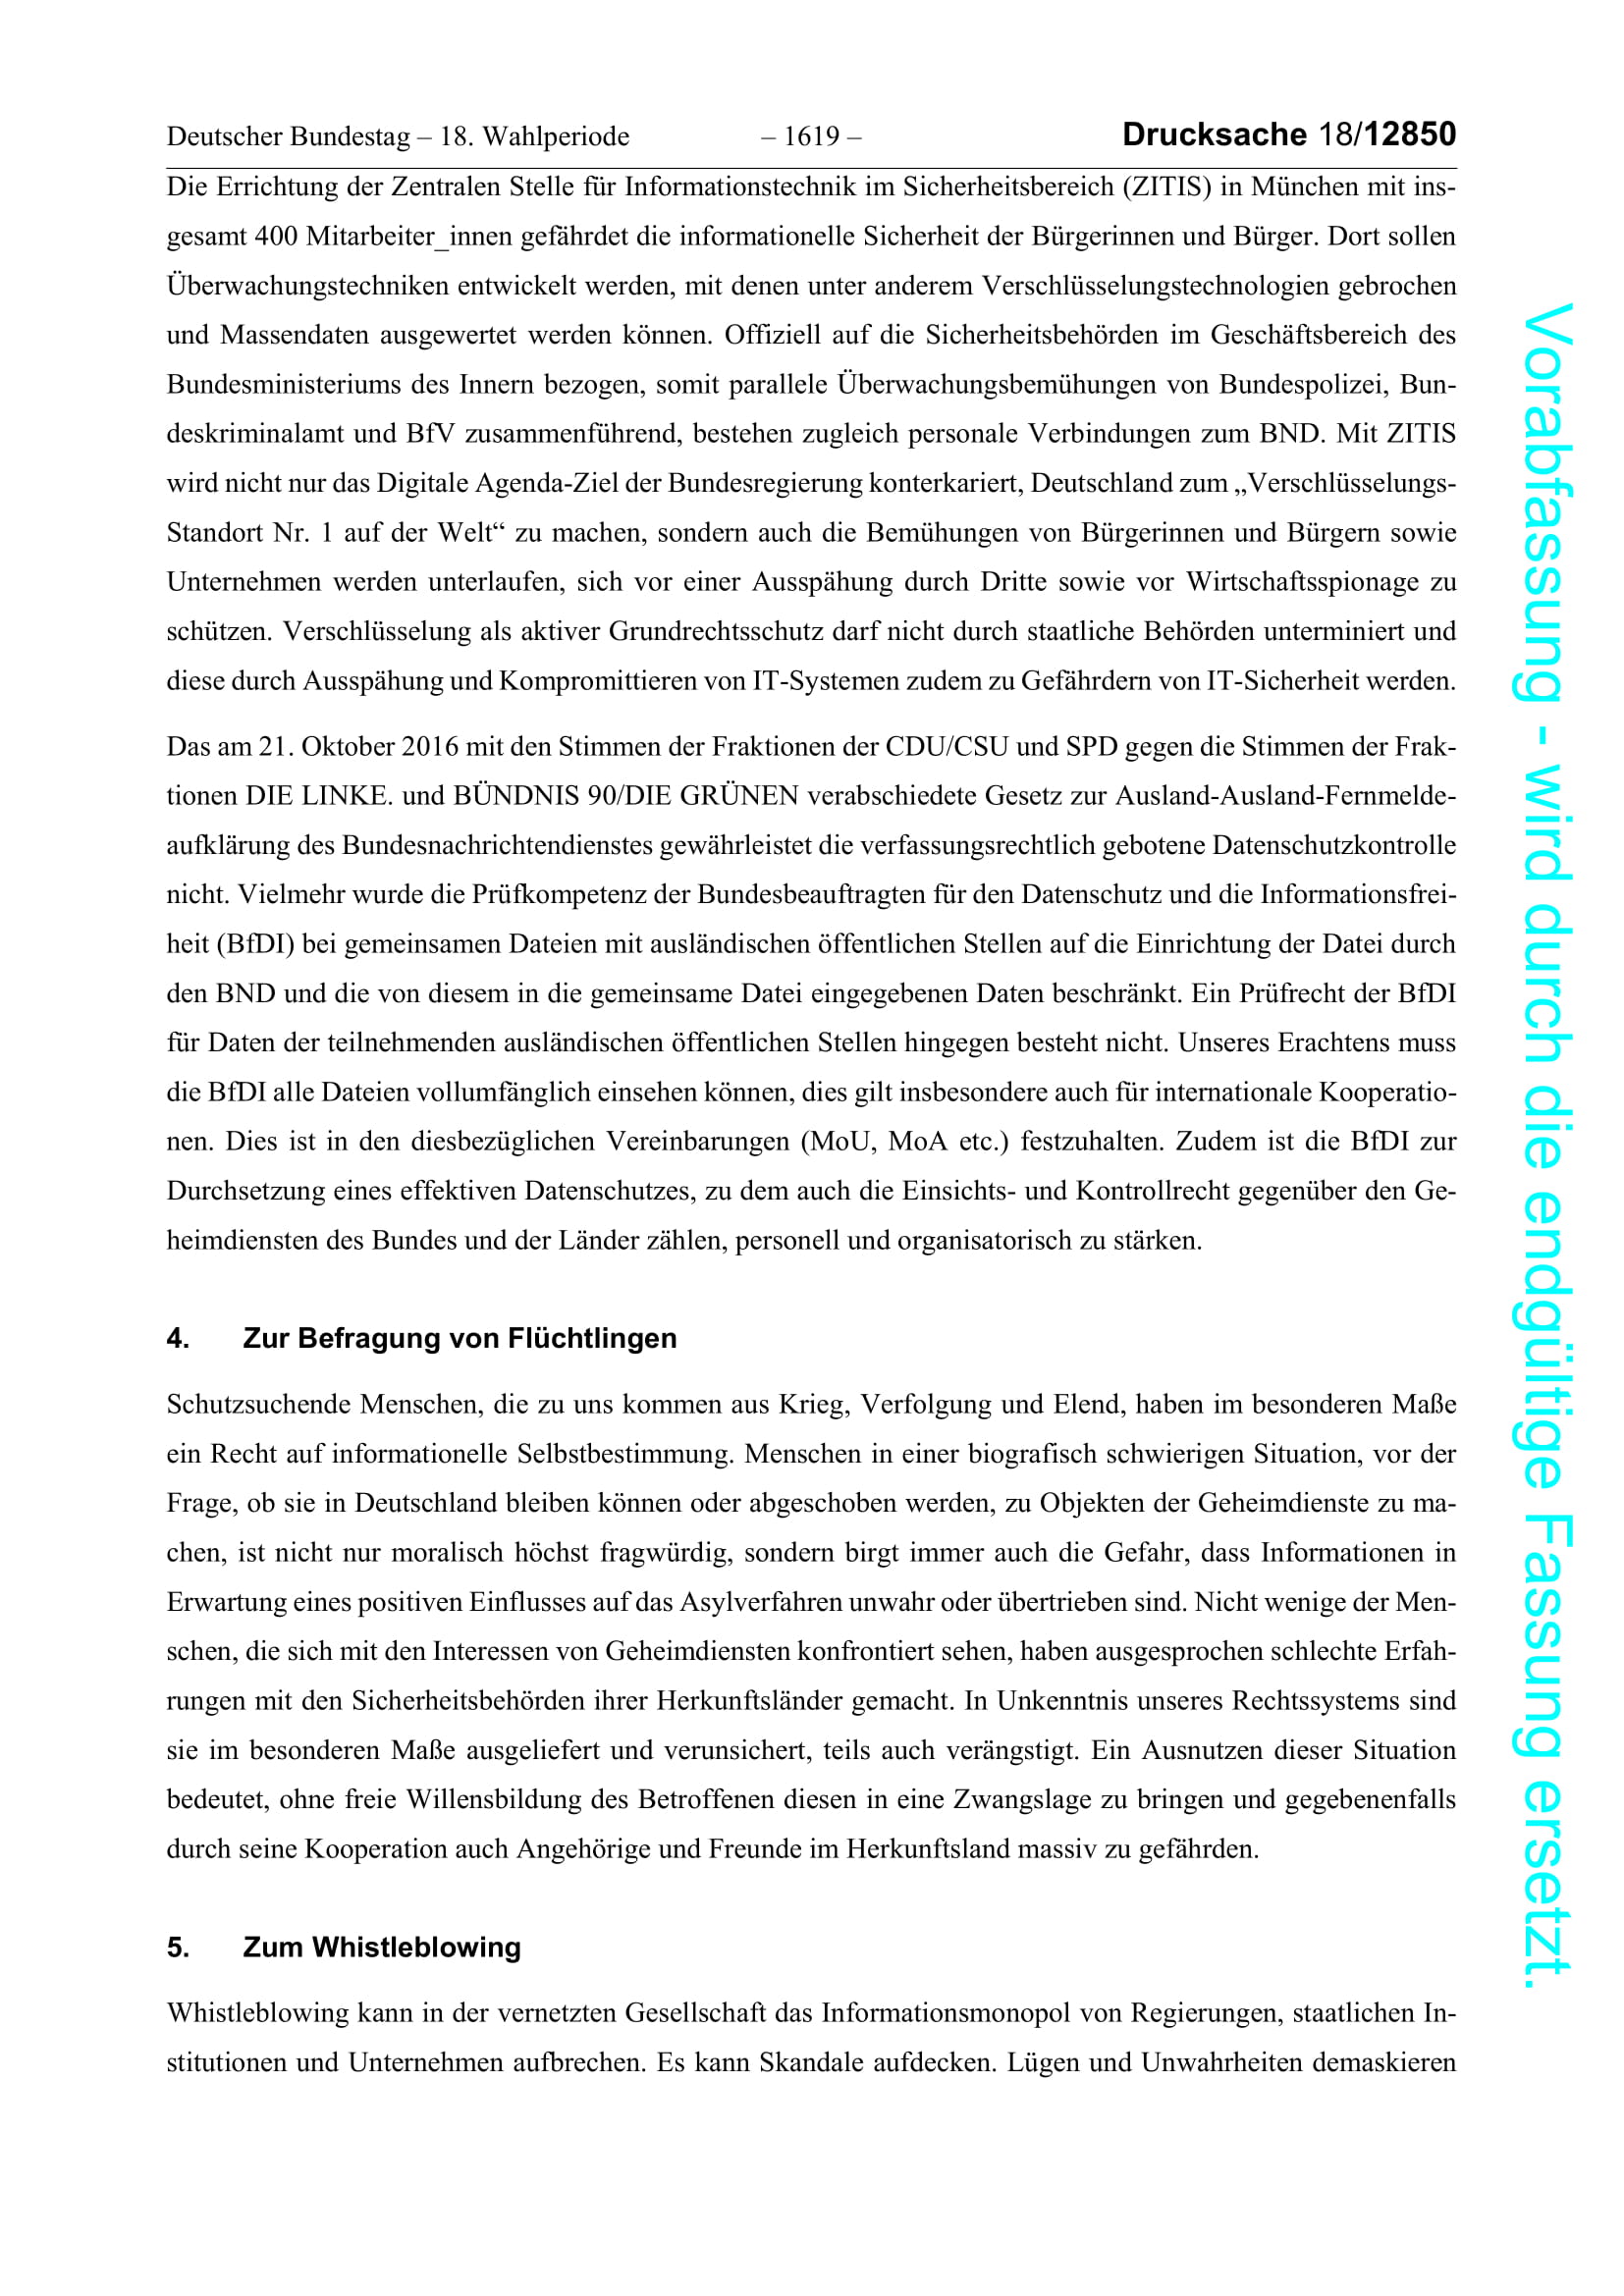 Deutscher Bundestag – 18. Wahlperiode – 1619 – Drucksache 18/12850
Die Errichtung der Zentralen Stelle für Informationstechnik im Sicherheitsbereich (ZITIS) in München mit ins-
gesamt 400 Mitarbeiter_innen gefährdet die informationelle Sicherheit der Bürgerinnen und Bürger. Dort sollen
Überwachungstechniken entwickelt werden, mit denen unter anderem Verschlüsselungstechnologien gebrochen
und Massendaten ausgewertet werden können. Offiziell auf die Sicherheitsbehörden im Geschäftsbereich des
Bundesministeriums des Innern bezogen, somit parallele Überwachungsbemühungen von Bundespolizei, Bun-
deskriminalamt und BfV zusammenführend, bestehen zugleich personale Verbindungen zum BND. Mit ZITIS
wird nicht nur das Digitale Agenda-Ziel der Bundesregierung konterkariert, Deutschland zum „Verschlüsselungs-
Standort Nr. 1 auf der Welt“ zu machen, sondern auch die Bemühungen von Bürgerinnen und Bürgern sowie
Unternehmen werden unterlaufen, sich vor einer Ausspähung durch Dritte sowie vor Wirtschaftsspionage zu
schützen. Verschlüsselung als aktiver Grundrechtsschutz darf nicht durch staatliche Behörden unterminiert und
diese durch Ausspähung und Kompromittieren von IT-Systemen zudem zu Gefährdern von IT-Sicherheit werden.
Das am 21. Oktober 2016 mit den Stimmen der Fraktionen der CDU/CSU und SPD gegen die Stimmen der Frak-
tionen DIE LINKE. und BÜNDNIS 90/DIE GRÜNEN verabschiedete Gesetz zur Ausland-Ausland-Fernmelde-
aufklärung des Bundesnachrichtendienstes gewährleistet die verfassungsrechtlich gebotene Datenschutzkontrolle
nicht. Vielmehr wurde die Prüfkompetenz der Bundesbeauftragten für den Datenschutz und die Informationsfrei-
heit (BfDI) bei gemeinsamen Dateien mit ausländischen öffentlichen Stellen auf die Einrichtung der Datei durch
den BND und die von diesem in die gemeinsame Datei eingegebenen Daten beschränkt. Ein Prüfrecht der BfDI
für Daten der teilnehmenden ausländischen öffentlichen Stellen hingegen besteht nicht. Unseres Erachtens muss
die BfDI alle Dateien vollumfänglich einsehen können, dies gilt insbesondere auch für internationale Kooperatio-
nen. Dies ist in den diesbezüglichen Vereinbarungen (MoU, MoA etc.) festzuhalten. Zudem ist die BfDI zur
Durchsetzung eines effektiven Datenschutzes, zu dem auch die Einsichts- und Kontrollrecht gegenüber den Ge-
heimdiensten des Bundes und der Länder zählen, personell und organisatorisch zu stärken.
4. Zur Befragung von Flüchtlingen
Schutzsuchende Menschen, die zu uns kommen aus Krieg, Verfolgung und Elend, haben im besonderen Maße
ein Recht auf informationelle Selbstbestimmung. Menschen in einer biografisch schwierigen Situation, vor der
Frage, ob sie in Deutschland bleiben können oder abgeschoben werden, zu Objekten der Geheimdienste zu ma-
chen, ist nicht nur moralisch höchst fragwürdig, sondern birgt immer auch die Gefahr, dass Informationen in
Erwartung eines positiven Einflusses auf das Asylverfahren unwahr oder übertrieben sind. Nicht wenige der Men-
schen, die sich mit den Interessen von Geheimdiensten konfrontiert sehen, haben ausgesprochen schlechte Erfah-
rungen mit den Sicherheitsbehörden ihrer Herkunftsländer gemacht. In Unkenntnis unseres Rechtssystems sind
sie im besonderen Maße ausgeliefert und verunsichert, teils auch verängstigt. Ein Ausnutzen dieser Situation
bedeutet, ohne freie Willensbildung des Betroffenen diesen in eine Zwangslage zu bringen und gegebenenfalls
durch seine Kooperation auch Angehörige und Freunde im Herkunftsland massiv zu gefährden.
5. Zum Whistleblowing
Whistleblowing kann in der vernetzten Gesellschaft das Informationsmonopol von Regierungen, staatlichen In-
stitutionen und Unternehmen aufbrechen. Es kann Skandale aufdecken. Lügen und Unwahrheiten demaskieren
Vorabfassung - wird durch die endgültige Fassung ersetzt.